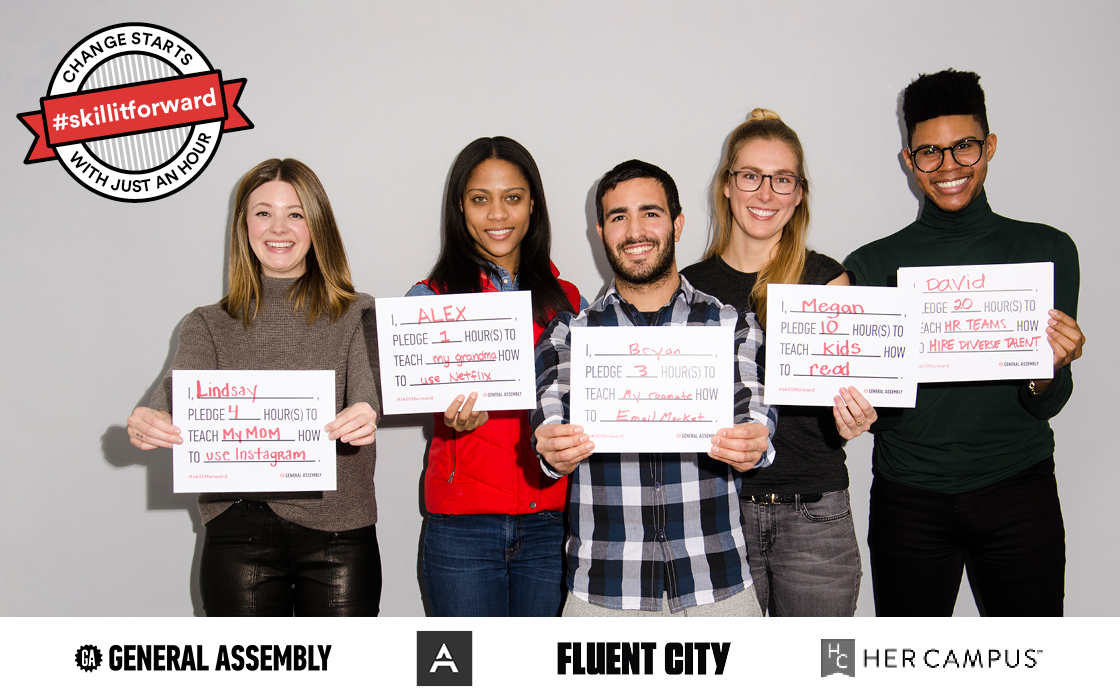 CHANGE STARTS
#skillitforward
WITH JUST AN HOUR
I, Lindsay,
PLEDGE 4 HOUR(S) TO
TEACH My MOM HOW
TO use Instagram.
#skillitforward GENERAL ASSEMBLY
I, ALEX,
PLEDGE 1 HOUR(S) TO
TEACH my grandma HOW
TO use Netflix.
#skillitforward GENERAL ASSEMBLY
I, Bryan,
PLEDGE 3 HOUR(S) TO
TEACH My roomate HOW
TO Email Market.
#skillitforward GENERAL ASSEMBLY
I, Megan,
PLEDGE 10 HOUR(S) TO
TEACH kids HOW
TO read.
#skillitforward GENERAL ASSEMBLY
I, David,
LEDGE 20 HOUR(S) TO
EACH HR TEAMS HOW
O HIRE DIVERSE TALENT
GENERAL ASSEMBLY
GA GENERAL ASSEMBLY
A
FLUENT CITY
HC HER CAMPUS™